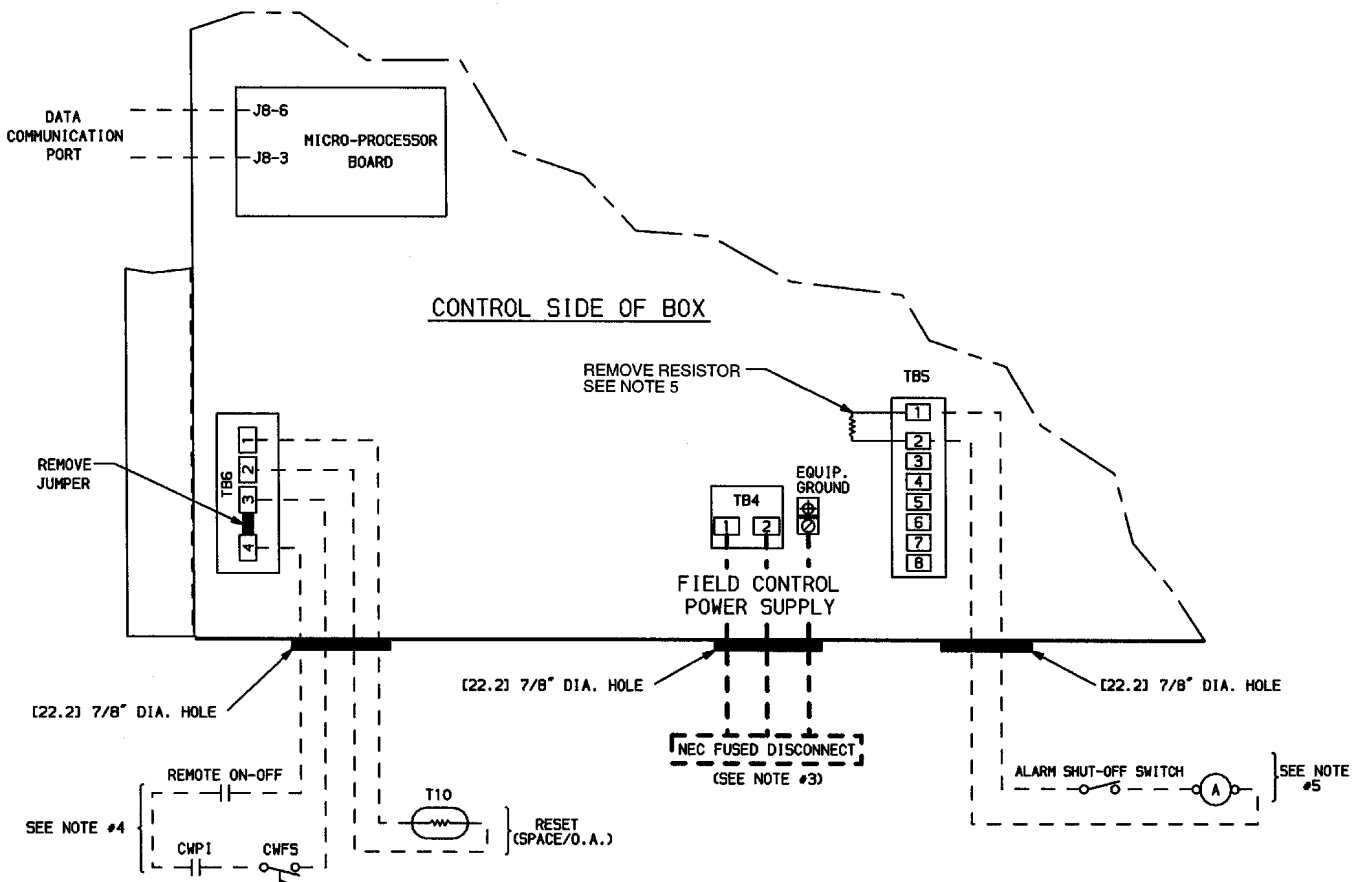 J8-6
DATA
COMMUNICATION
PORT
MICRO-PROCESSOR
BOARD
J8-3
CONTROL SIDE OF BOX
REMOVE RESISTOR
SEE NOTE 5
TB5
1
2
3
4
5
6
7
8
REMOVE
JUMPER
TB6
1
2
3
4
EQUIP.
GROUND
TB4
1
2
FIELD CONTROL
POWER SUPPLY
[22.2] 7/8" DIA. HOLE
[22.2] 7/8" DIA. HOLE
[22.2] 7/8" DIA. HOLE
NEC FUSED DISCONNECT
(SEE NOTE #3)
REMOTE ON-OFF
SEE NOTE #4
CWPI
CWFS
T10
RESET
(SPACE/O.A.)
ALARM SHUT-OFF SWITCH
A
SEE NOTE
#5